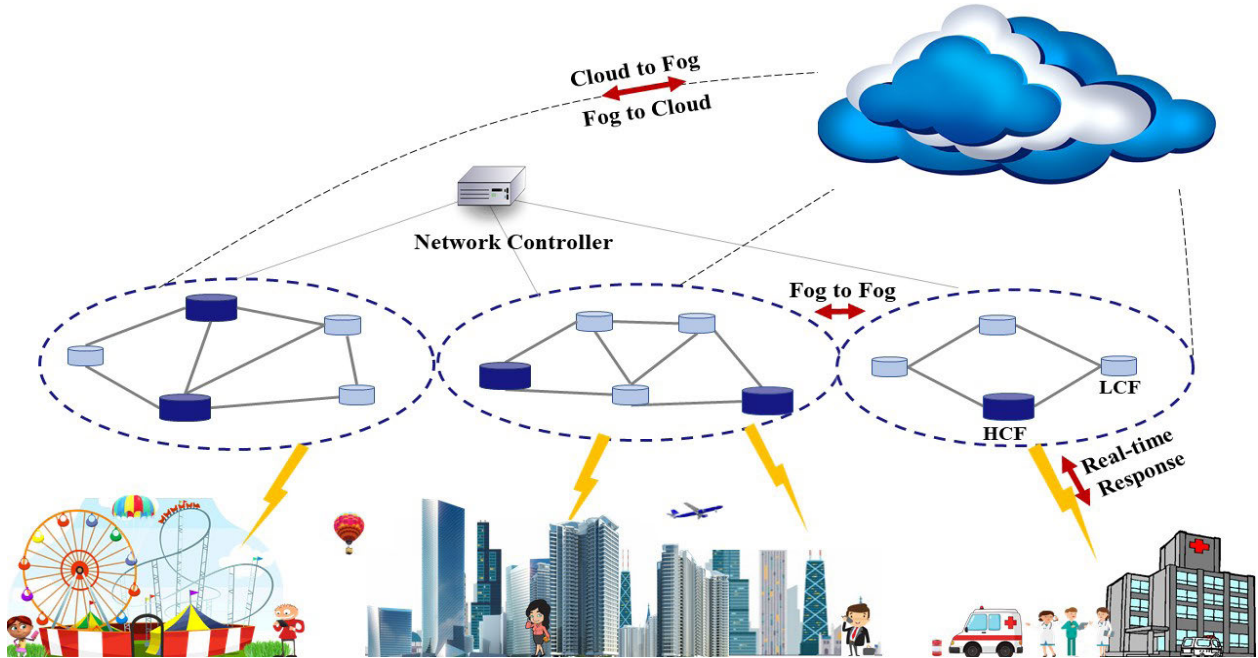 Cloud to Fog
Fog to Cloud
Network Controller
Fog to Fog
LCF
HCF
Real-time
Response